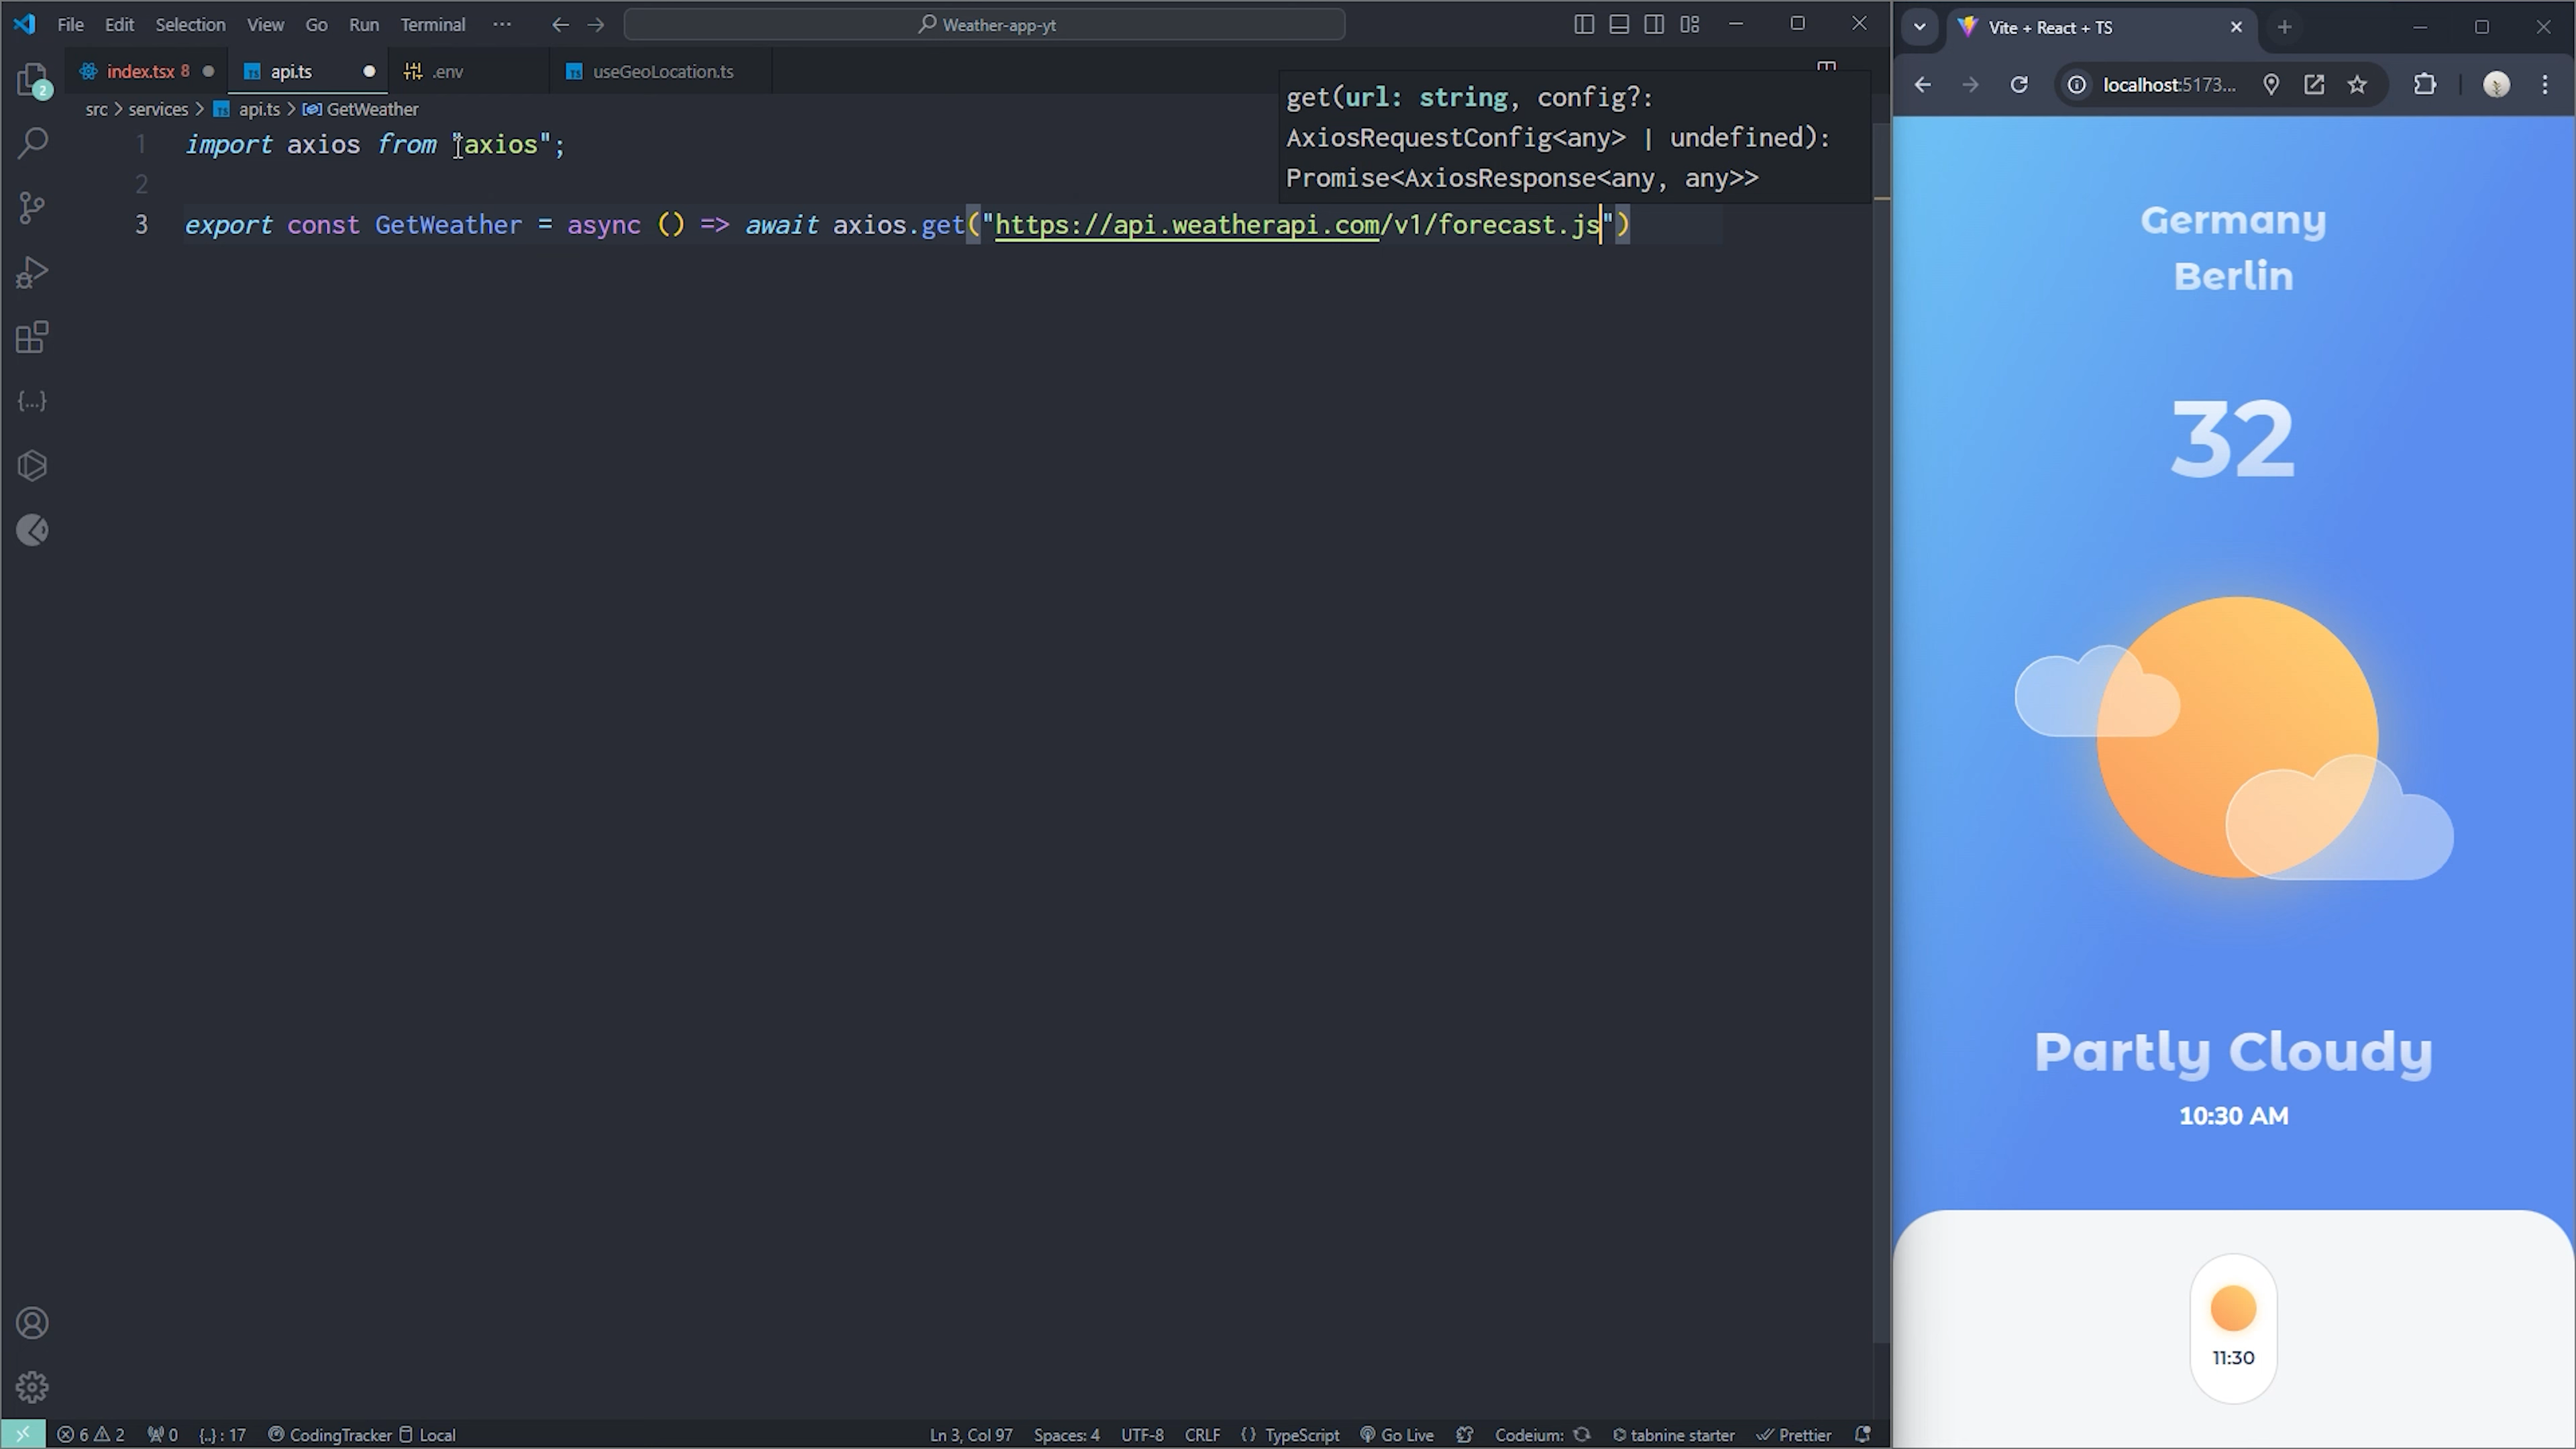 File Edit Selection View Go Run Terminal ··· Weather-app-yt
index.tsx 8 api.ts .env useGeoLocation.ts
src > services > TS api.ts > GetWeather
1 import axios from "axios";
2
3 export const GetWeather = async () => await axios.get("https://api.weatherapi.com/v1/forecast.js")
get(url: string, config?:
AxiosRequestConfig<any> | undefined):
Promise<AxiosResponse<any, any>>
2
6 2 0 {..} : 17 CodingTracker Local
Ln 3, Col 97 Spaces: 4 UTF-8 CRLF {} TypeScript Go Live Codeium: tabnine starter Prettier
Vite + React + TS
localhost:5173...
Germany
Berlin
32
Partly Cloudy
10:30 AM
11:30